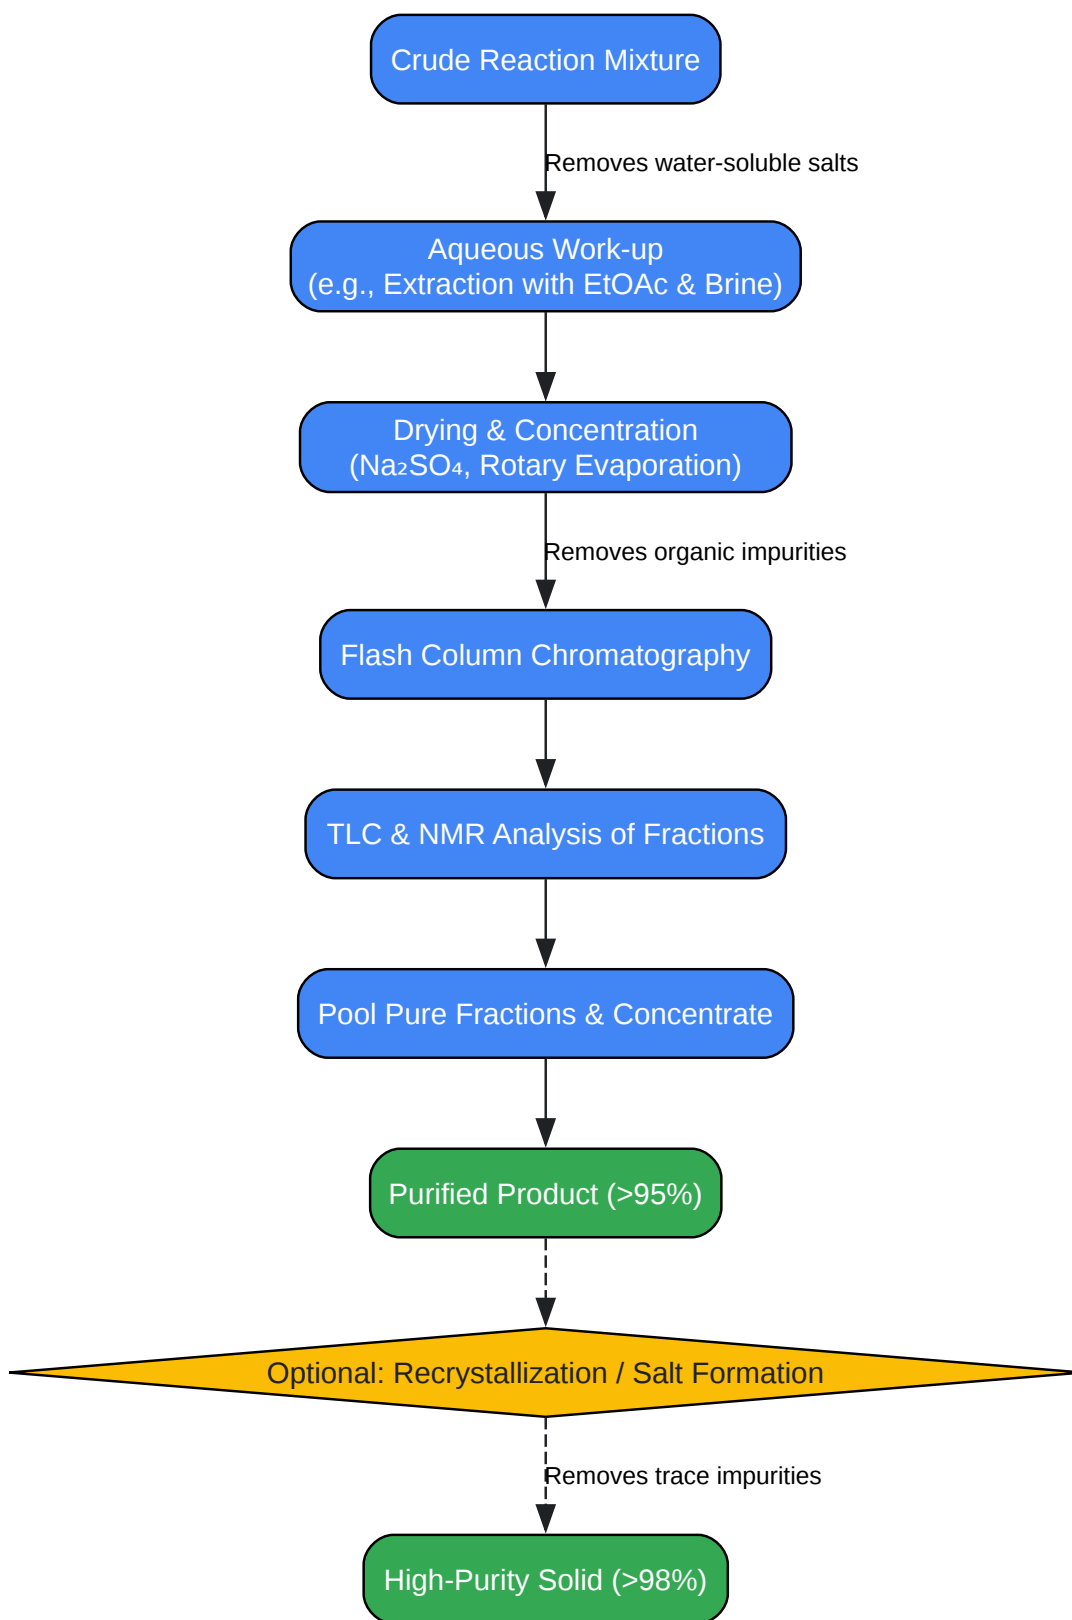 Crude Reaction Mixture
Removes water-soluble salts
Aqueous Work-up
(e.g., Extraction with EtOAc & Brine)
Drying & Concentration
(Na₂SO₄, Rotary Evaporation)
Removes organic impurities
Flash Column Chromatography
TLC & NMR Analysis of Fractions
Pool Pure Fractions & Concentrate
Purified Product (>95%)
Optional: Recrystallization / Salt Formation
Removes trace impurities
High-Purity Solid (>98%)